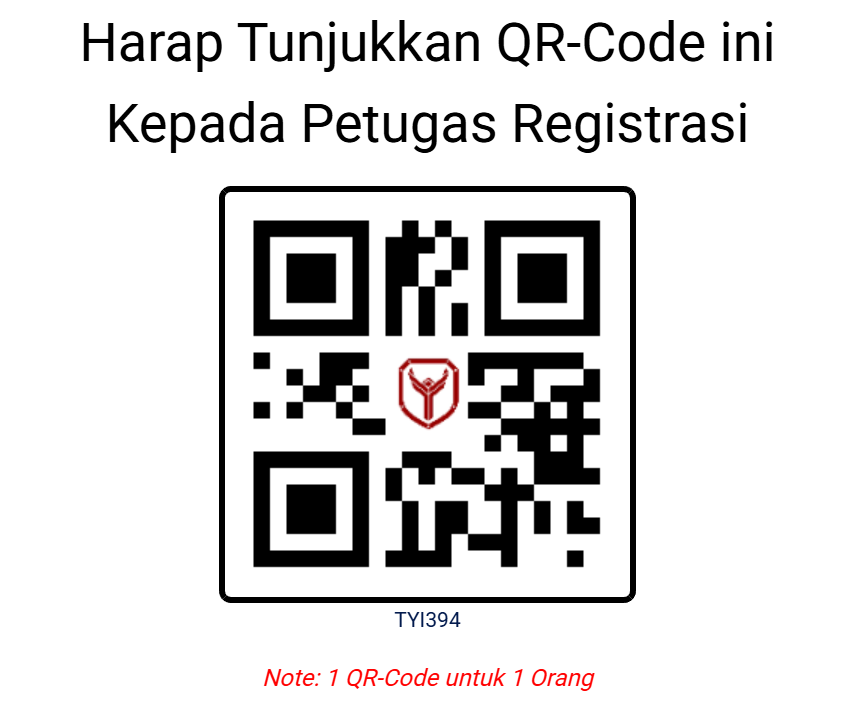 Harap Tunjukkan QR-Code ini
Kepada Petugas Registrasi
TYI394
Note: 1 QR-Code untuk 1 Orang